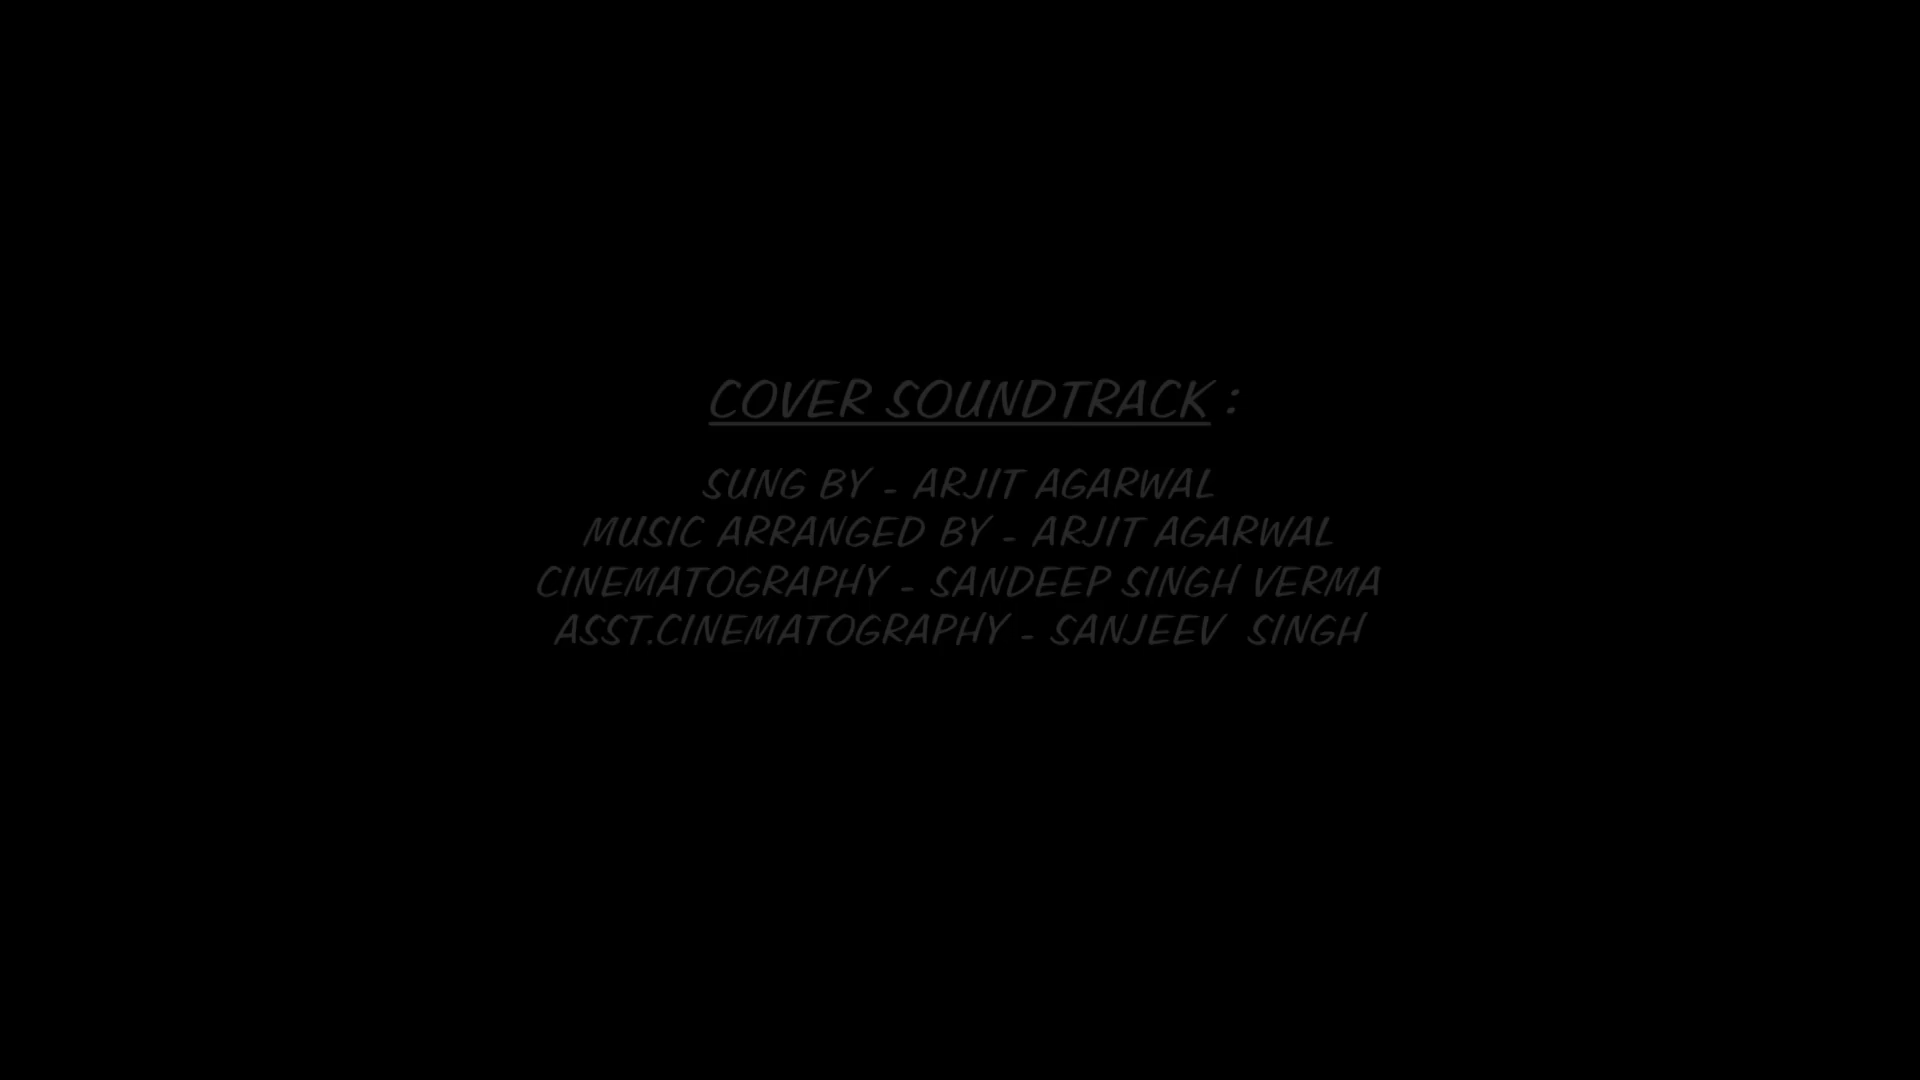 COVER SOUNDTRACK :
SUNG BY - ARJIT AGARWAL
MUSIC ARRANGED BY - ARJIT AGARWAL
CINEMATOGRAPHY - SANDEEP SINGH VERMA
ASST.CINEMATOGRAPHY - SANJEEV  SINGH